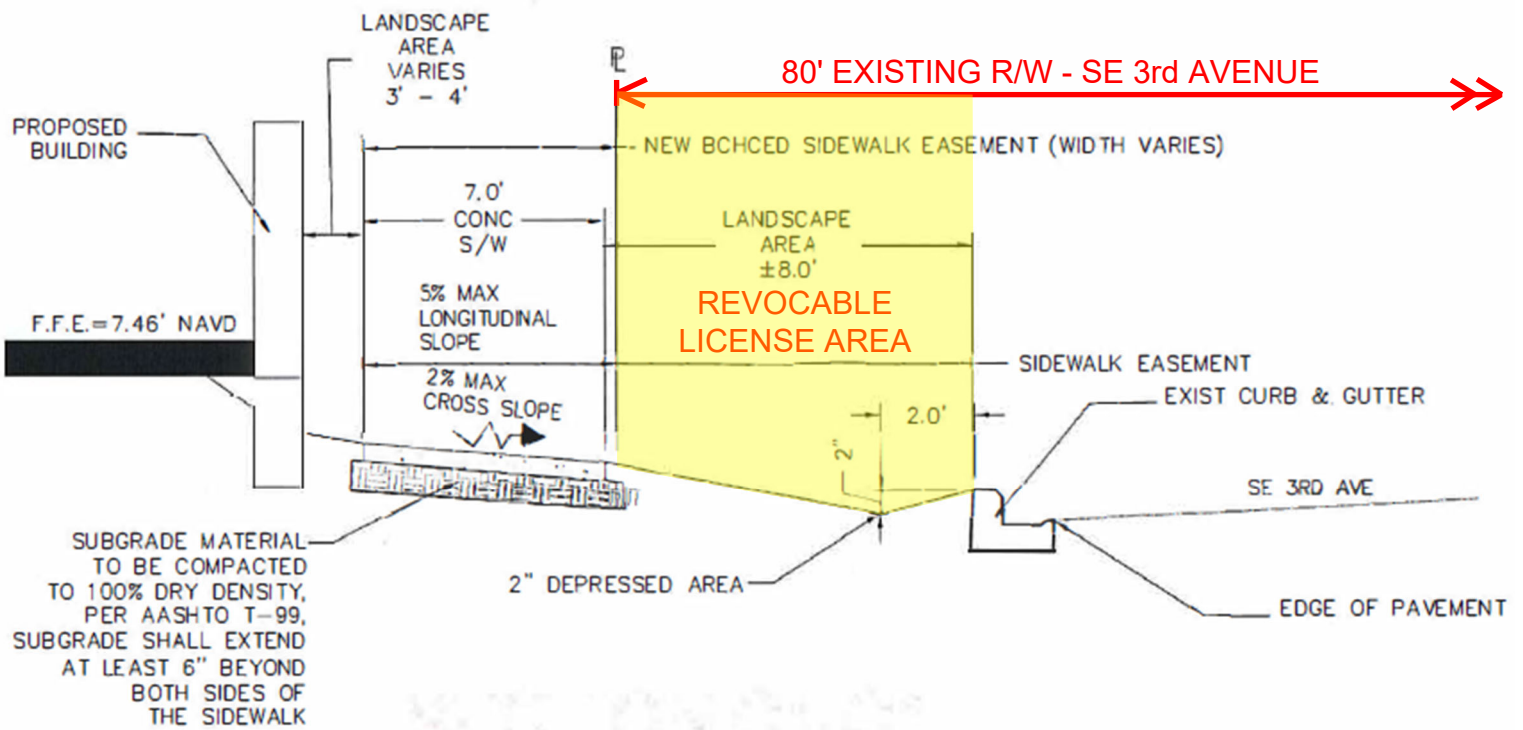 LANDSCAPE
AREA
VARIES
3' - 4'
PL
80' EXISTING R/W - SE 3rd AVENUE
PROPOSED
BUILDING
NEW BCHCED SIDEWALK EASEMENT (WIDTH VARIES)
7.0'
CONC
S/W
LANDSCAPE
AREA
±8.0'
5% MAX
LONGITUDINAL
SLOPE
REVOCABLE
LICENSE AREA
F.F.E.=7.46' NAVD
SIDEWALK EASEMENT
2% MAX
CROSS SLOPE
EXIST CURB & GUTTER
2.0'
2"
SE 3RD AVE
SUBGRADE MATERIAL
TO BE COMPACTED
TO 100% DRY DENSITY,
PER AASHTO T-99,
SUBGRADE SHALL EXTEND
AT LEAST 6" BEYOND
BOTH SIDES OF
THE SIDEWALK
2" DEPRESSED AREA
EDGE OF PAVEMENT